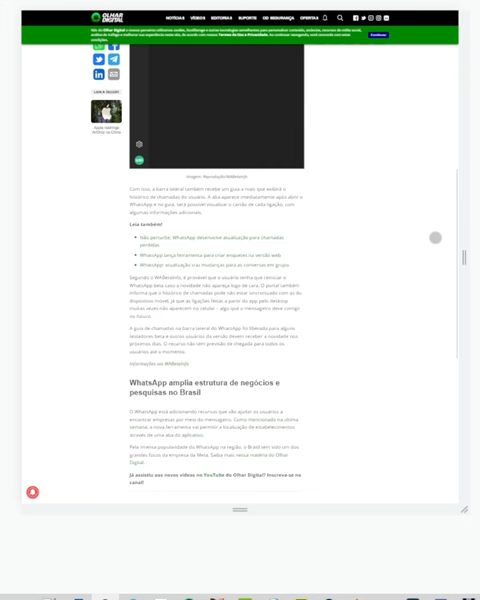 OLHAR DIGITAL
NOTÍCIAS VÍDEOS EDITORIAS SUPORTE OD SEGURANÇA OFERTAS
Continuar
LEIA A SEGUIR
Imagem: Reprodução/WABetaInfo
Com isso, a barra lateral também recebe um guia a mais que exibirá o
histórico de chamadas do usuário. A aba aparece imediatamente após abrir o
WhatsApp e no guia, será possível visualizar o cartão de cada ligação, com
algumas informações adicionais.
Leia também!
Não perturbe: WhatsApp desenvolve atualização para chamadas
perdidas
WhatsApp lança ferramenta para criar enquetes na versão web
WhatsApp: atualização traz mudanças para as conversas em grupo
Segundo o WABetaInfo, é provável que o usuário tenha que reiniciar o
WhatsApp beta caso a novidade não apareça logo de cara. O portal também
informa que o histórico de chamadas pode não estar sincronizado com os do
dispositivo móvel, já que as ligações feitas a partir do app pelo desktop
muitas vezes não aparecem no celular – algo que o mensageiro deve corrigir
no futuro.
A guia de chamadas na barra lateral do WhatsApp foi liberada para alguns
testadores beta e outros usuários da versão devem receber a novidade nos
próximos dias. O recurso não tem previsão de chegada para todos os
usuários até o momento.
Informações em WABetaInfo
WhatsApp amplia estrutura de negócios e
pesquisas no Brasil
O WhatsApp está adicionando recursos que vão ajudar os usuários a
encontrar empresas por meio do mensageiro. Como mencionado na última
semana, a nova ferramenta vai permitir a localização de estabelecimentos
através de uma aba do aplicativo.
Pela imensa popularidade do WhatsApp na região, o Brasil tem sido um dos
grandes focos da empresa da Meta. Saiba mais nessa matéria do Olhar
Digital.
Já assistiu aos novos vídeos no YouTube do Olhar Digital? Inscreva-se no
canal!